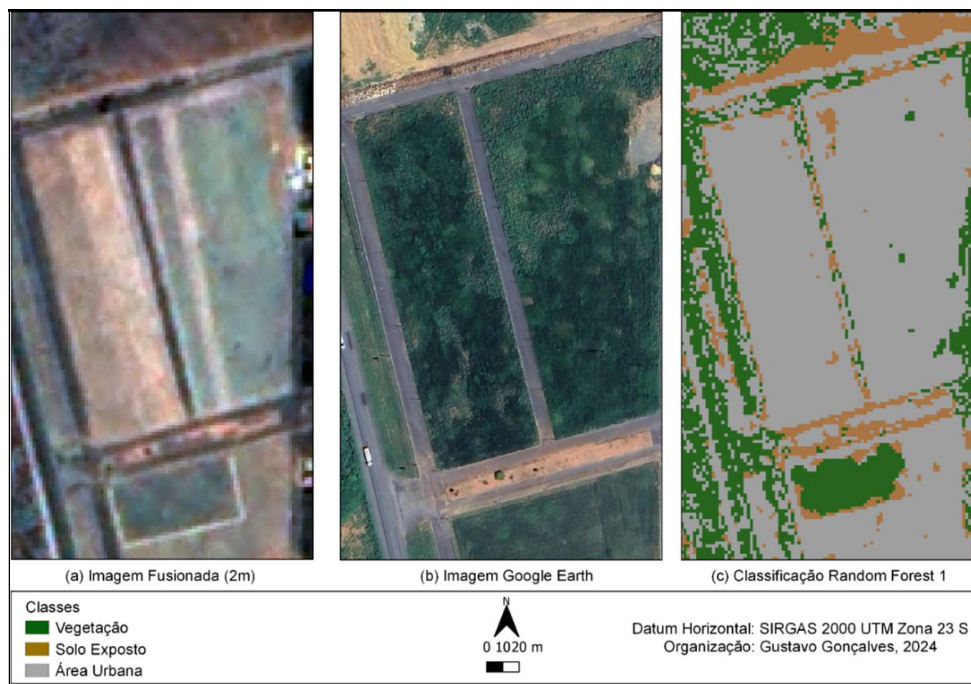 (a) Imagem Fusionada (2m)
(b) Imagem Google Earth
(c) Classificação Random Forest 1
Classes
Vegetação
Solo Exposto
Área Urbana
N
0 1020 m
Datum Horizontal: SIRGAS 2000 UTM Zona 23 S
Organização: Gustavo Gonçalves, 2024